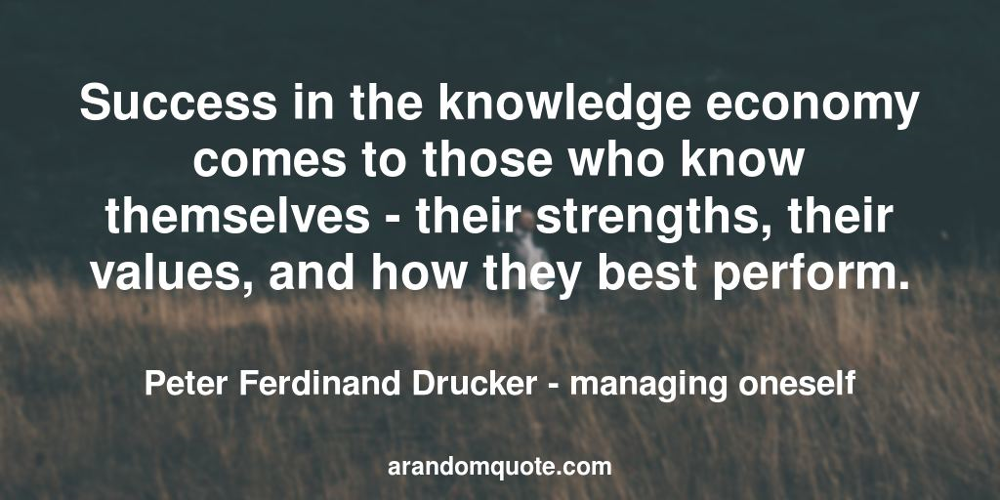 Success in the knowledge economy
comes to those who know
themselves - their strengths, their
values, and how they best perform.
Peter Ferdinand Drucker - managing oneself
arandomquote.com